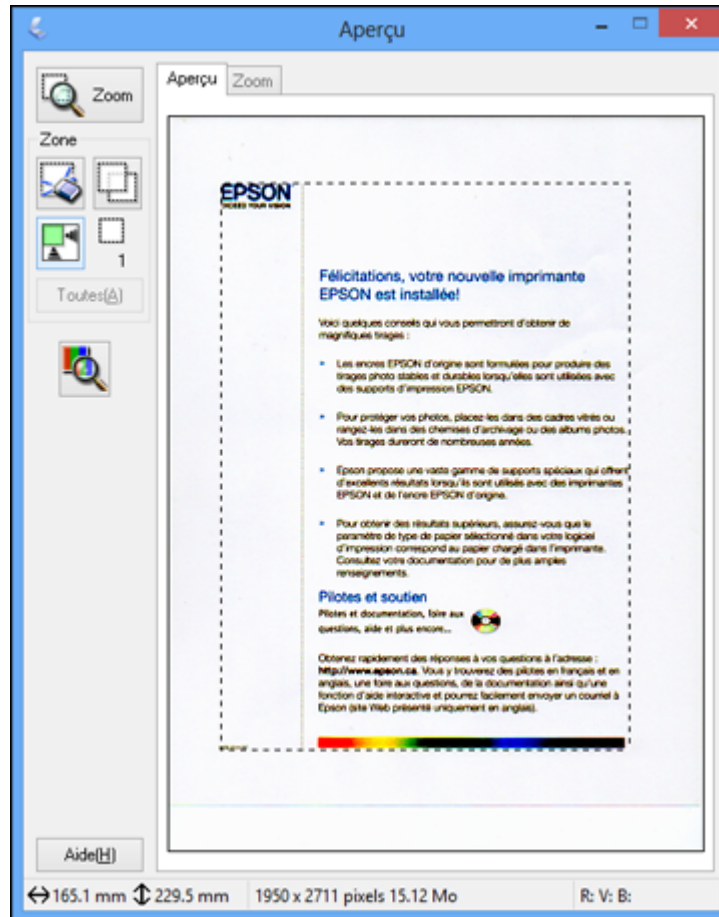 Aperçu
Zoom
Aperçu
Zoom
Zone
1
Toutes(A)
EPSON
EXCEED YOUR VISION
Félicitations, votre nouvelle imprimante
EPSON est installée!
Voici quelques conseils qui vous permettront d'obtenir de
magnifiques tirages :
• Les encres EPSON d'origine sont formulées pour produire des
tirages photo stables et durables lorsqu'elles sont utilisées avec
des supports d'impression EPSON.
• Pour protéger vos photos, placez-les dans des cadres vitrés ou
rangez-les dans des chemises d'archivage ou des albums photos.
Vos tirages dureront de nombreuses années.
• Epson propose une vaste gamme de supports spéciaux qui offrent
d'excellents résultats lorsqu'ils sont utilisés avec des imprimantes
EPSON et de l'encre EPSON d'origine.
• Pour obtenir des résultats supérieurs, assurez-vous que le
paramètre de type de papier sélectionné dans votre logiciel
d'impression correspond au papier chargé dans l'imprimante.
Consultez votre documentation pour de plus amples
renseignements.
Pilotes et soutien
Pilotes et documentation, foire aux
questions, aide et plus encore...
Obtenez rapidement des réponses à vos questions à l'adresse :
http://www.epson.ca. Vous y trouverez des pilotes en français et en
anglais, une foire aux questions, de la documentation ainsi qu'une
fonction d'aide interactive et pourrez facilement envoyer un courriel à
Epson (site Web présenté uniquement en anglais).
Aide(H)
165.1 mm 229.5 mm 1950 x 2711 pixels 15.12 Mo R: V: B: